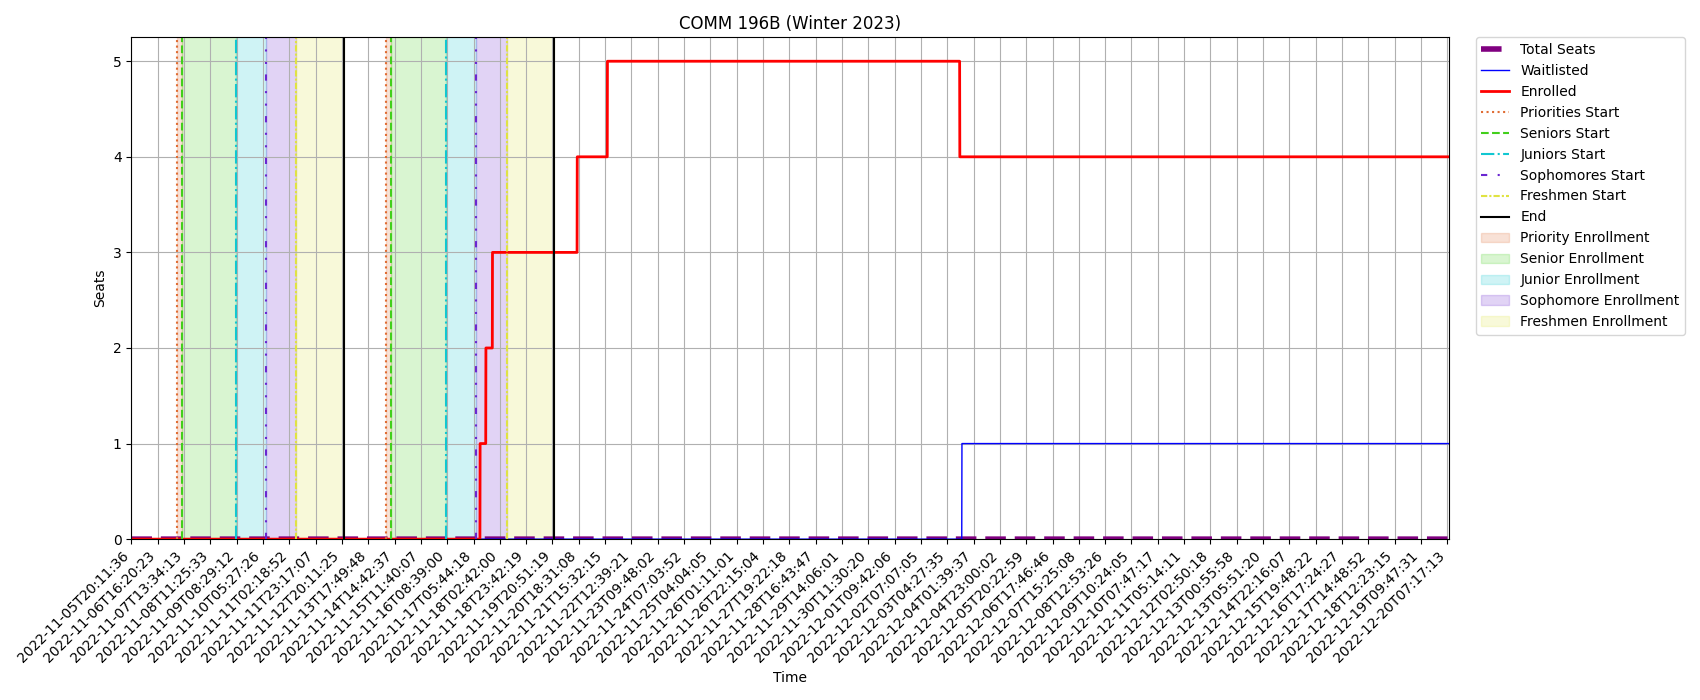 COMM 196B (Winter 2023)
Seats
5
4
3
2
1
0
2022-11-05T20:11:36
2022-11-06T16:20:23
2022-11-07T13:34:13
2022-11-08T11:25:33
2022-11-09T08:29:12
2022-11-10T05:27:26
2022-11-11T02:18:52
2022-11-11T23:17:07
2022-11-12T20:11:25
2022-11-13T17:49:48
2022-11-14T14:42:37
2022-11-15T11:40:07
2022-11-16T08:39:00
2022-11-17T05:44:18
2022-11-18T02:42:00
2022-11-18T23:42:19
2022-11-19T20:51:19
2022-11-20T18:31:08
2022-11-21T15:32:15
2022-11-22T12:39:21
2022-11-23T09:48:02
2022-11-24T07:03:52
2022-11-25T04:04:05
2022-11-26T01:11:01
2022-11-26T22:15:04
2022-11-27T19:22:18
2022-11-28T16:43:47
2022-11-29T14:06:01
2022-11-30T11:30:20
2022-12-01T09:42:06
2022-12-02T07:07:05
2022-12-03T04:27:35
2022-12-04T01:39:37
2022-12-04T23:00:02
2022-12-05T20:22:59
2022-12-06T17:46:46
2022-12-07T15:25:08
2022-12-08T12:53:26
2022-12-09T10:24:05
2022-12-10T07:47:17
2022-12-11T05:14:11
2022-12-12T02:50:18
2022-12-13T00:55:58
2022-12-13T05:51:20
2022-12-14T22:16:07
2022-12-15T19:48:22
2022-12-16T17:24:27
2022-12-17T14:48:52
2022-12-18T12:23:15
2022-12-19T09:47:31
2022-12-20T07:17:13
Time
Total Seats
Waitlisted
Enrolled
Priorities Start
Seniors Start
Juniors Start
Sophomores Start
Freshmen Start
End
Priority Enrollment
Senior Enrollment
Junior Enrollment
Sophomore Enrollment
Freshmen Enrollment